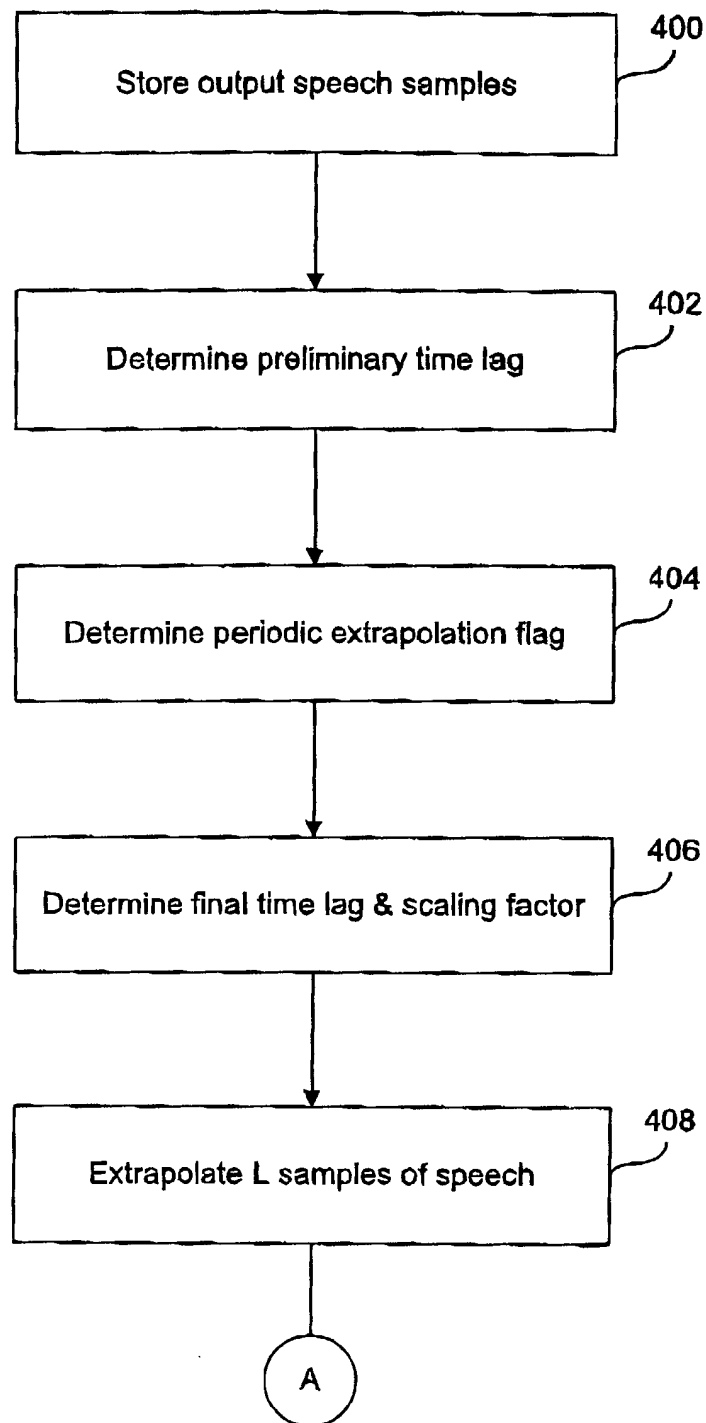 400
Store output speech samples
402
Determine preliminary time lag
404
Determine periodic extrapolation flag
406
Determine final time lag & scaling factor
408
Extrapolate L samples of speech
A